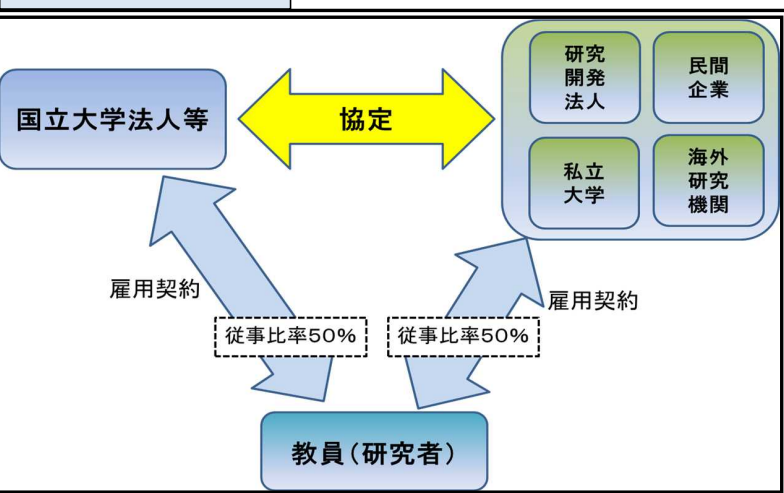 国立大学法人等
協定
研究
開発
法人
民間
企業
私立
大学
海外
研究
機関
雇用契約
雇用契約
従事比率50%
従事比率50%
教員（研究者）